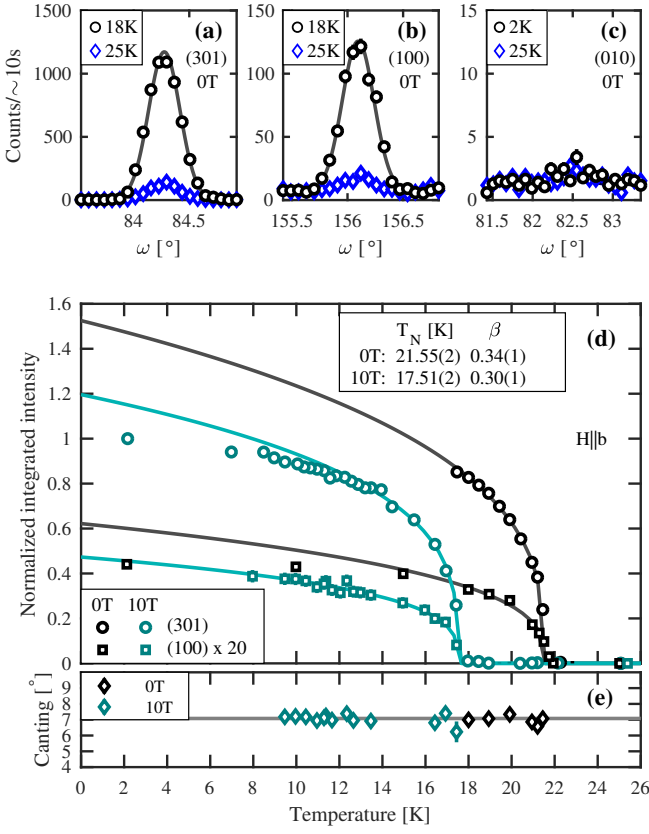 (a)
18K
25K
(301)
0T
1500
1000
500
0
84
84.5
ω [°]
Counts/∼10s
(b)
18K
25K
(100)
0T
150
100
50
0
155.5
156
156.5
ω [°]
(c)
2K
25K
(010)
0T
15
10
5
0
81.5
82
82.5
83
ω [°]
(d)
T_N [K] β
0T: 21.55(2) 0.34(1)
10T: 17.51(2) 0.30(1)
H||b
1.6
1.4
1.2
1
0.8
0.6
0.4
0.2
0
Normalized integrated intensity
0T 10T
(301)
(100) x 20
(e)
0T
10T
9
8
7
6
5
4
Canting [°]
0 2 4 6 8 10 12 14 16 18 20 22 24 26
Temperature [K]